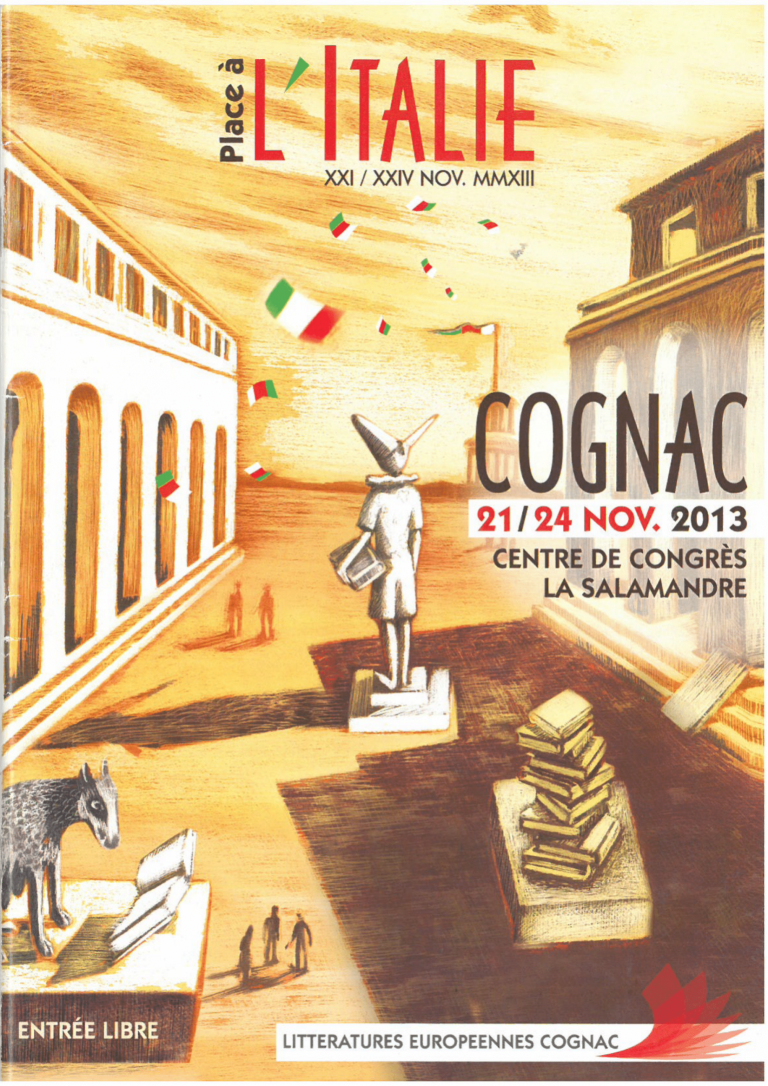 Place à
L'ITALIE
XXI / XXIV NOV. MMXIII
COGNAC
21/24 NOV. 2013
CENTRE DE CONGRÈS
LA SALAMANDRE
ENTRÉE LIBRE
LITTERATURES EUROPEENNES COGNAC